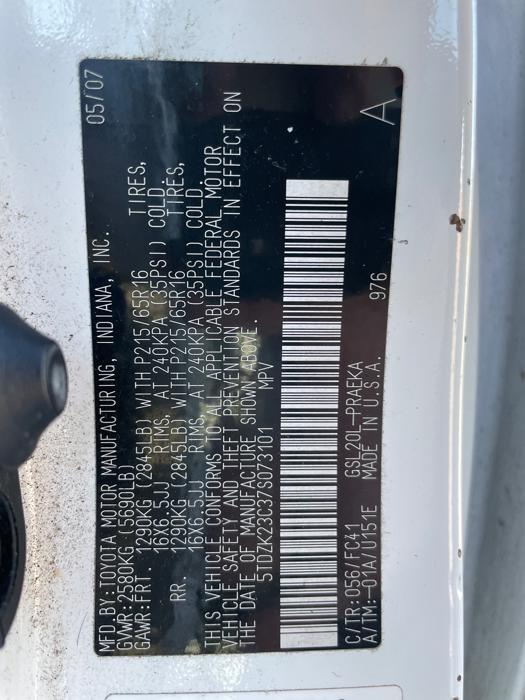 MFD.BY:TOYOTA MOTOR MANUFACTURING, INDIANA, INC. 05/07
GVWR:2580KG(5690LB)
GAWR:FRT. 1290KG (2845LB) WITH P215/65R16 TIRES,
16X6.5JJ RIMS, AT 240KPA (35PSI) COLD.
RR. 1290KG (2845LB) WITH P215/65R16 TIRES,
16X6.5JJ RIMS, AT 240KPA (35PSI) COLD.
THIS VEHICLE CONFORMS TO ALL APPLICABLE FEDERAL MOTOR
VEHICLE SAFETY AND THEFT PREVENTION STANDARDS IN EFFECT ON
THE DATE OF MANUFACTURE SHOWN ABOVE.
5TDZK23C37S073101 MPV
C/TR:056/FC41 GSL20L-PRAEKA
A/TM:-01A/U151E MADE IN U.S.A. 976 A